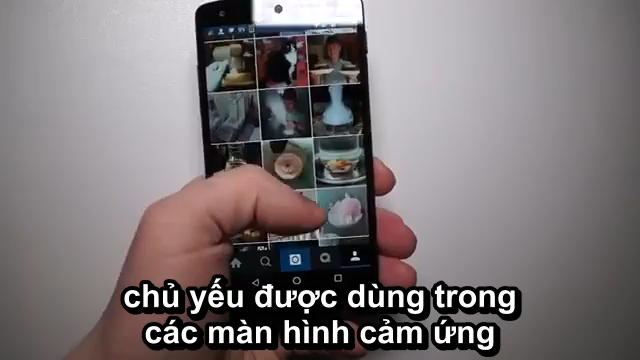 chủ yếu được dùng trong
các màn hình cảm ứng